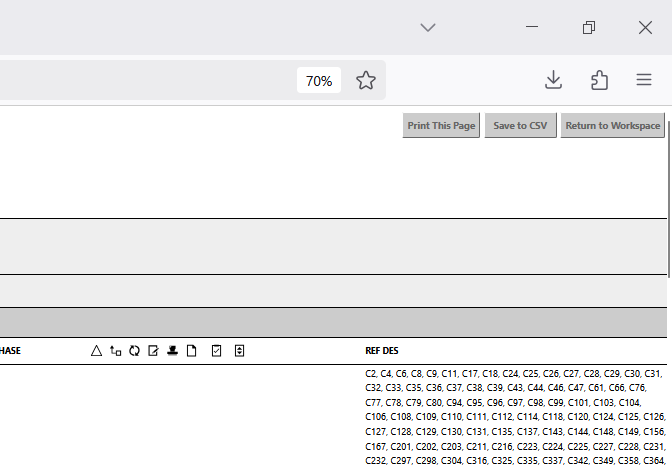 70%
Print This Page Save to CSV Return to Workspace
HASE REF DES
C2, C4, C6, C8, C9, C11, C17, C18, C24, C25, C26, C27, C28, C29, C30, C31,
C32, C33, C35, C36, C37, C38, C39, C43, C44, C46, C47, C61, C66, C76,
C77, C78, C79, C80, C94, C95, C96, C97, C98, C99, C101, C103, C104,
C106, C108, C109, C110, C111, C112, C114, C118, C120, C124, C125, C126,
C127, C128, C129, C130, C131, C135, C137, C143, C144, C148, C149, C156,
C167, C201, C202, C203, C211, C216, C223, C224, C225, C227, C228, C231,
C232, C297, C298, C304, C316, C325, C335, C337, C342, C349, C358, C364,